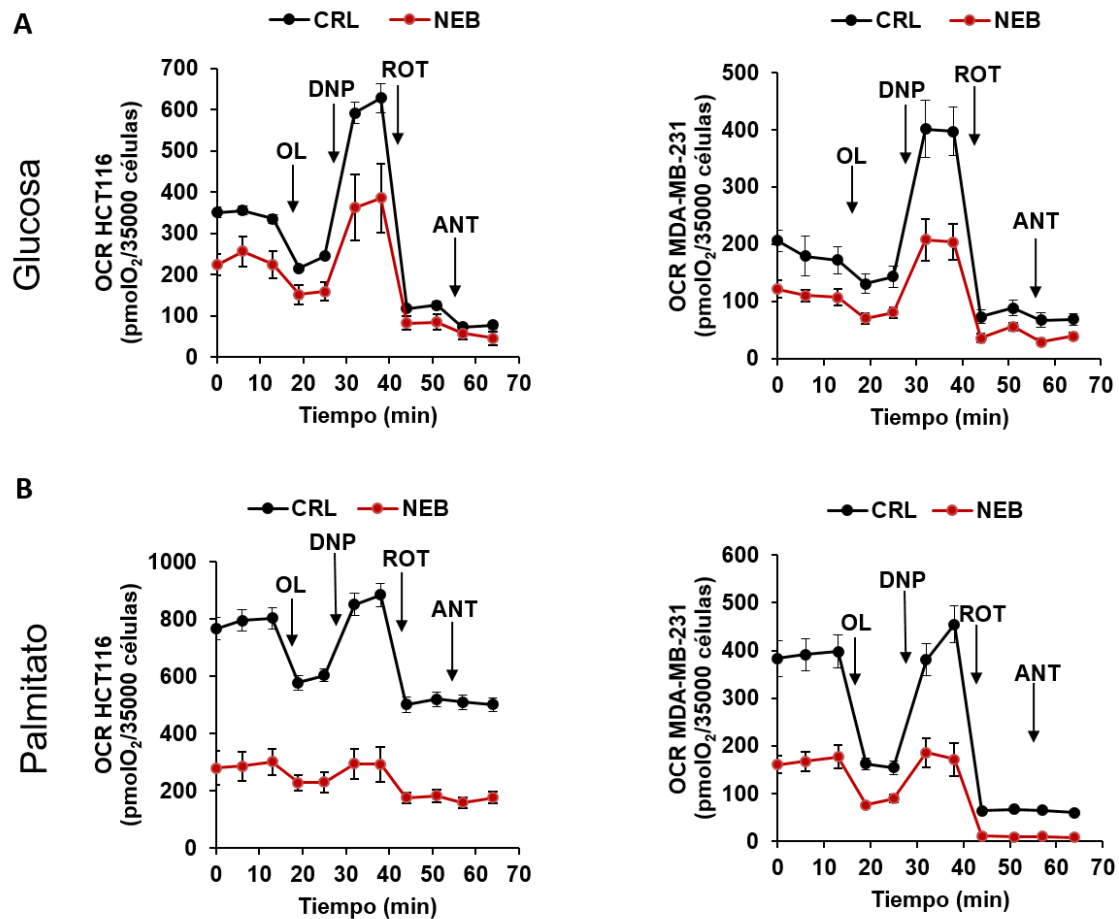 A
Glucosa
CRL NEB
OCR HCT116
(pmolO₂/35000 células)
700
600
500
400
300
200
100
0
OL
DNP
ROT
ANT
0 10 20 30 40 50 60 70
Tiempo (min)
CRL NEB
OCR MDA-MB-231
(pmolO₂/35000 células)
500
400
300
200
100
0
OL
DNP
ROT
ANT
0 10 20 30 40 50 60 70
Tiempo (min)
B
Palmitato
CRL NEB
OCR HCT116
(pmolO₂/35000 células)
1000
800
600
400
200
0
OL
DNP
ROT
ANT
0 10 20 30 40 50 60 70
Tiempo (min)
CRL NEB
OCR MDA-MB-231
(pmolO₂/35000 células)
600
500
400
300
200
100
0
OL
DNP
ROT
ANT
0 10 20 30 40 50 60 70
Tiempo (min)